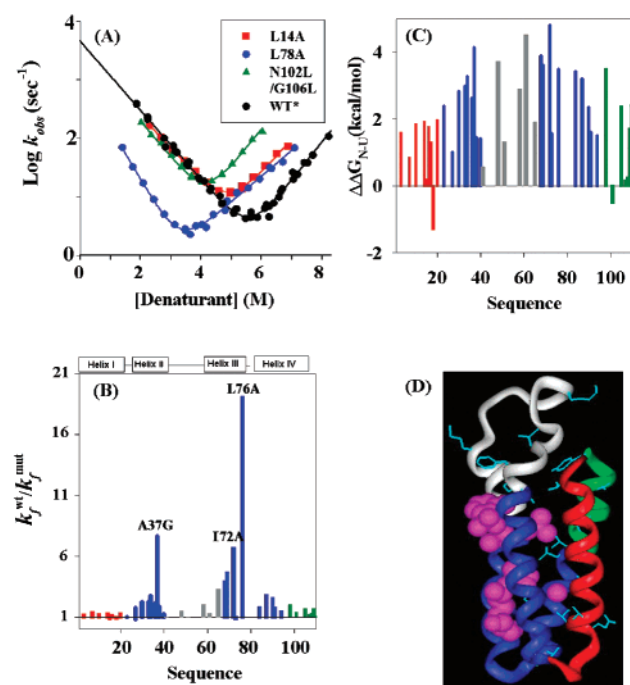 (A)
L14A
L78A
N102L
/G106L
WT*
Log k_obs (sec⁻¹)
4
2
0
0 2 4 6 8
[Denaturant] (M)
(C)
ΔΔG_N-U(kcal/mol)
4
2
0
-2
20 40 60 80 100
Sequence
Helix I Helix II Helix III Helix IV
(B)
L76A
A37G
I72A
k_f^wt/k_f^mut
21
16
11
6
1
20 40 60 80 100
Sequence
(D)